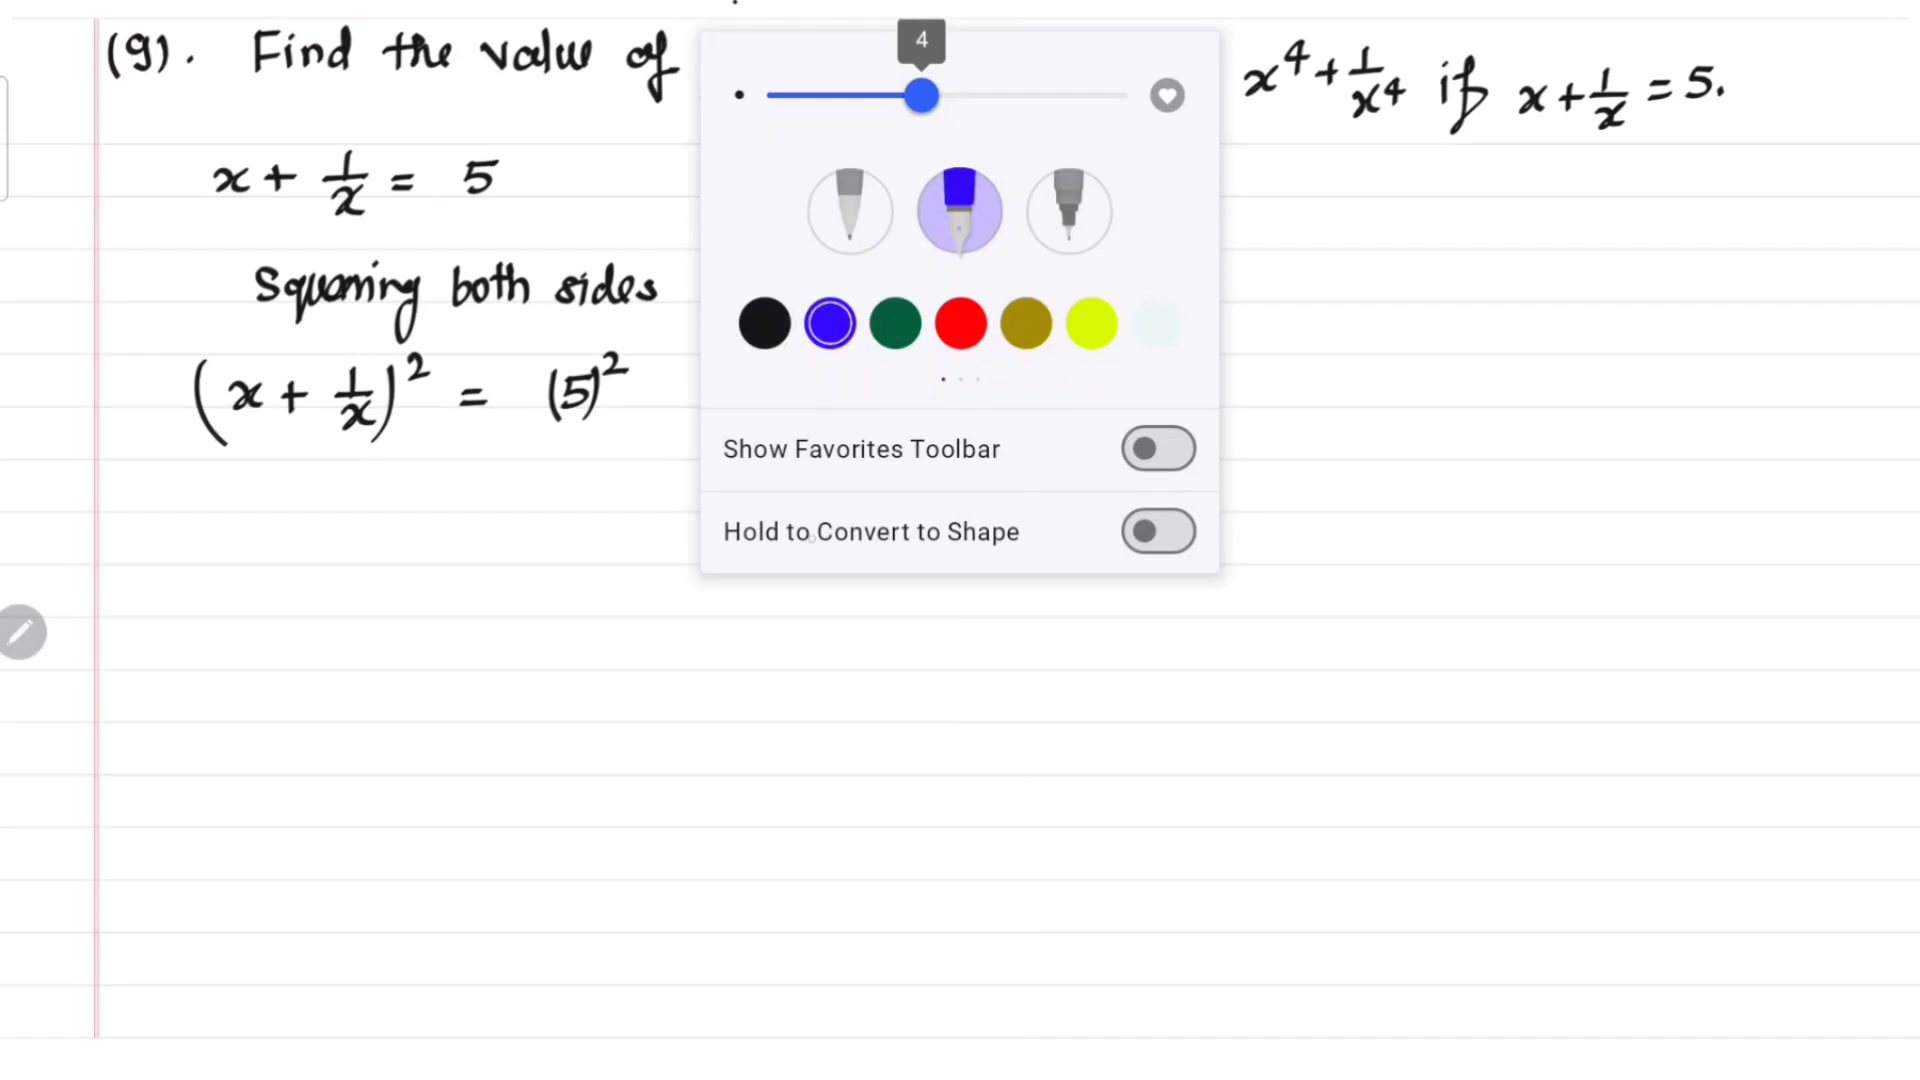 (9). Find the value of x⁴ + 1/x⁴ if x + 1/x = 5.
4
x + 1/x = 5
Squaring both sides
(x + 1/x)² = (5)²
Show Favorites Toolbar
Hold to Convert to Shape